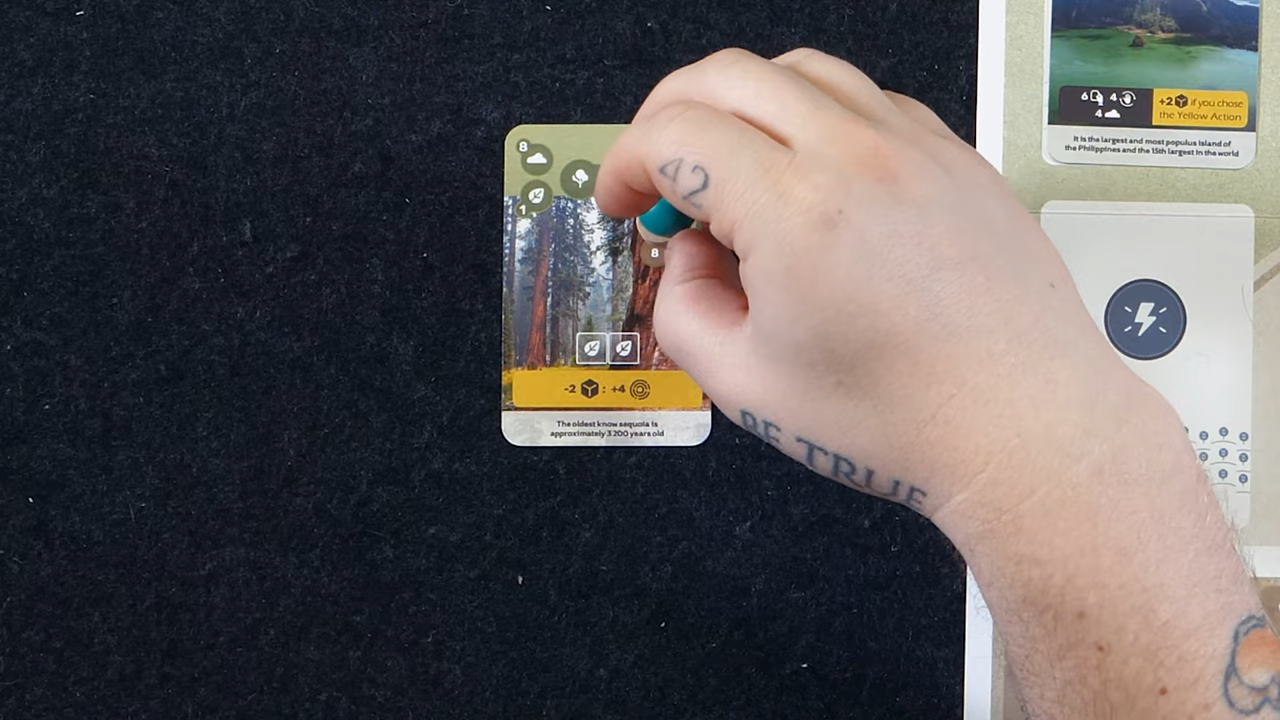 6 4
4
+2 if you chose
the Yellow Action
It is the largest and most populus island of
the Philippines and the 15th largest in the world
8
1
8
-2 : +4
The oldest know sequoia is
approximately 3 200 years old
42
BE TRUE